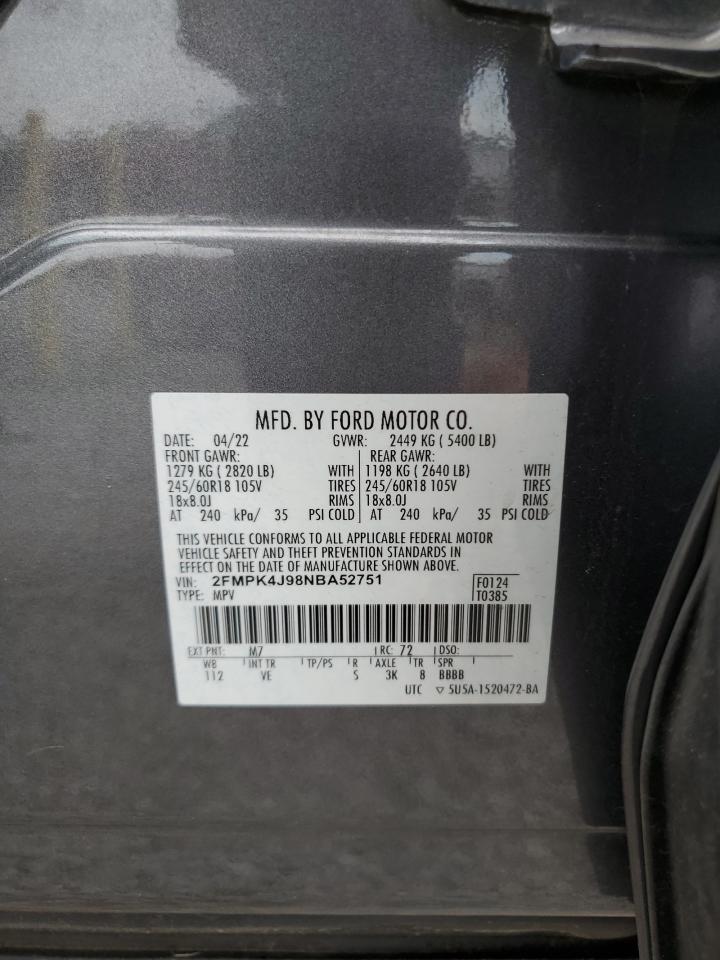 MFD. BY FORD MOTOR CO.
DATE: 04/22 GVWR: 2449 KG ( 5400 LB)
FRONT GAWR: REAR GAWR:
1279 KG ( 2820 LB) WITH 1198 KG ( 2640 LB) WITH
245/60R18 105V TIRES 245/60R18 105V TIRES
18x8.0J RIMS 18x8.0J RIMS
AT 240 kPa/ 35 PSI COLD AT 240 kPa/ 35 PSI COLD
THIS VEHICLE CONFORMS TO ALL APPLICABLE FEDERAL MOTOR
VEHICLE SAFETY AND THEFT PREVENTION STANDARDS IN
EFFECT ON THE DATE OF MANUFACTURE SHOWN ABOVE.
VIN: 2FMPK4J98NBA52751 F0124
TYPE: MPV T0385
EXT PNT: M7 RC: 72 DSO:
WB INT TR TP/PS R AXLE TR SPR
112 VE S 3K 8 BBBB
UTC ▽ 5U5A-1520472-BA